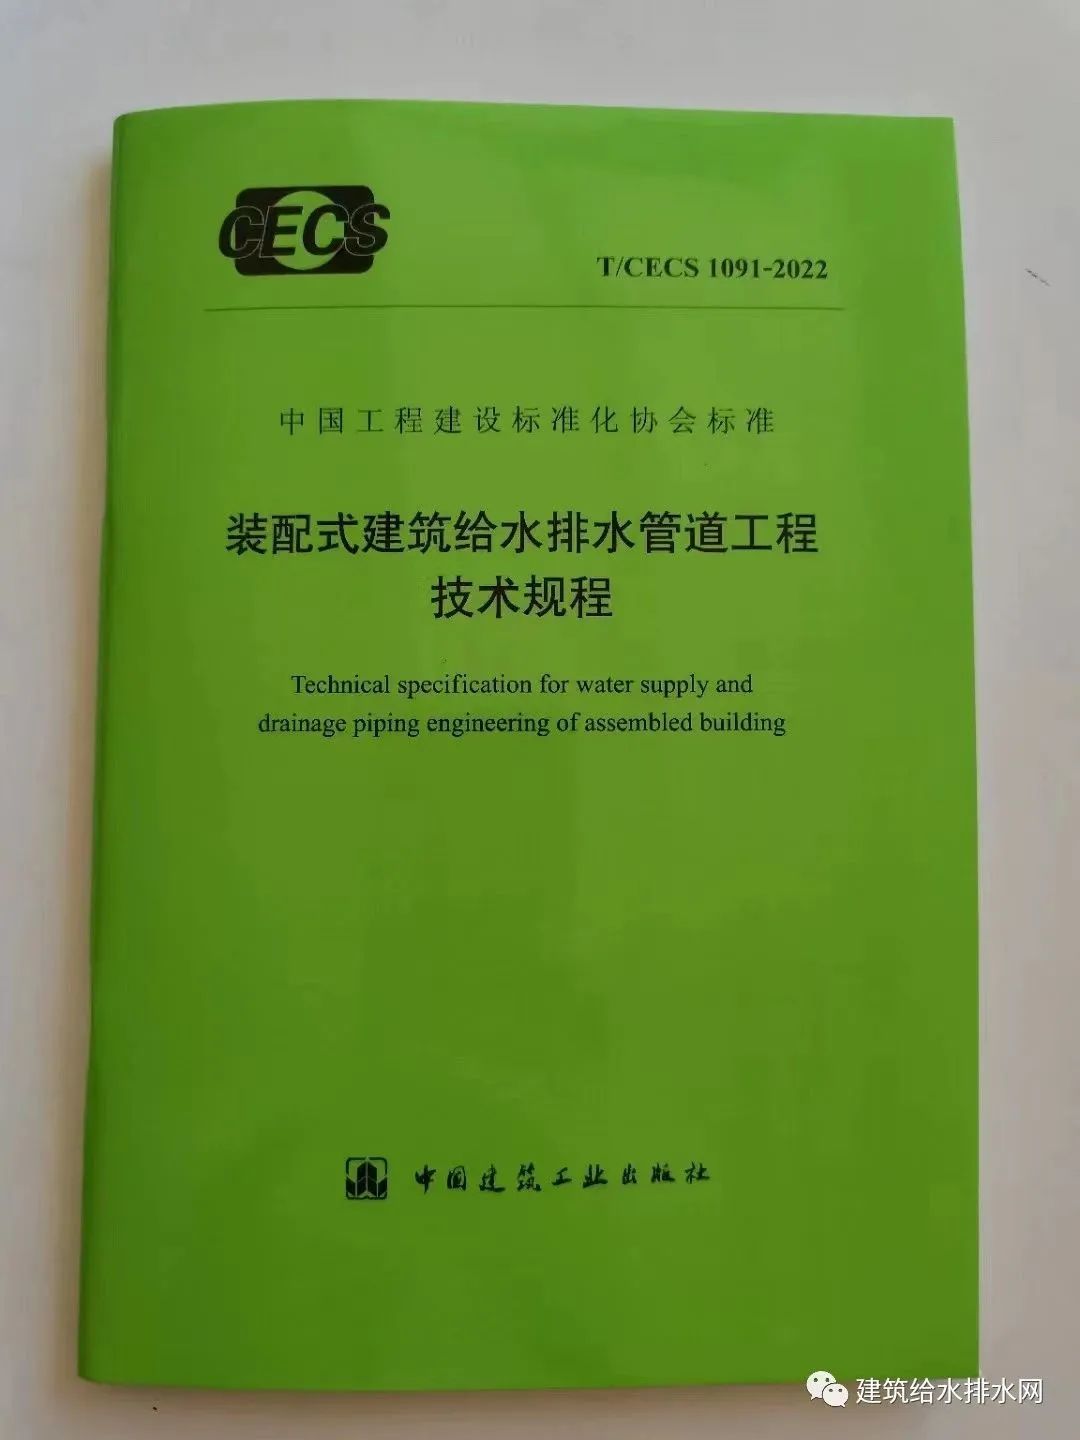 CECS
T/CECS 1091-2022
中国工程建设标准化协会标准
装配式建筑给水排水管道工程
技术规程
Technical specification for water supply and
drainage piping engineering of assembled building
中国建筑工业出版社
建筑给水排水网